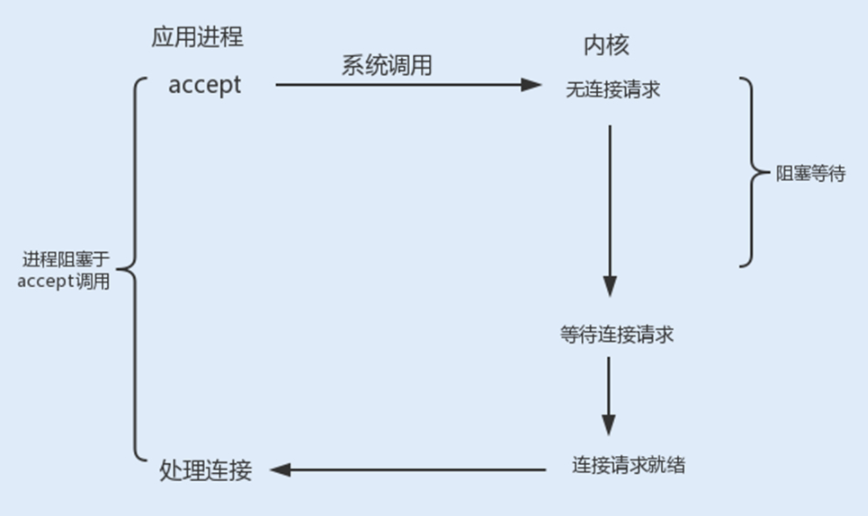 应用进程
内核
系统调用
accept
无连接请求
阻塞等待
进程阻塞于
accept调用
等待连接请求
处理连接
连接请求就绪